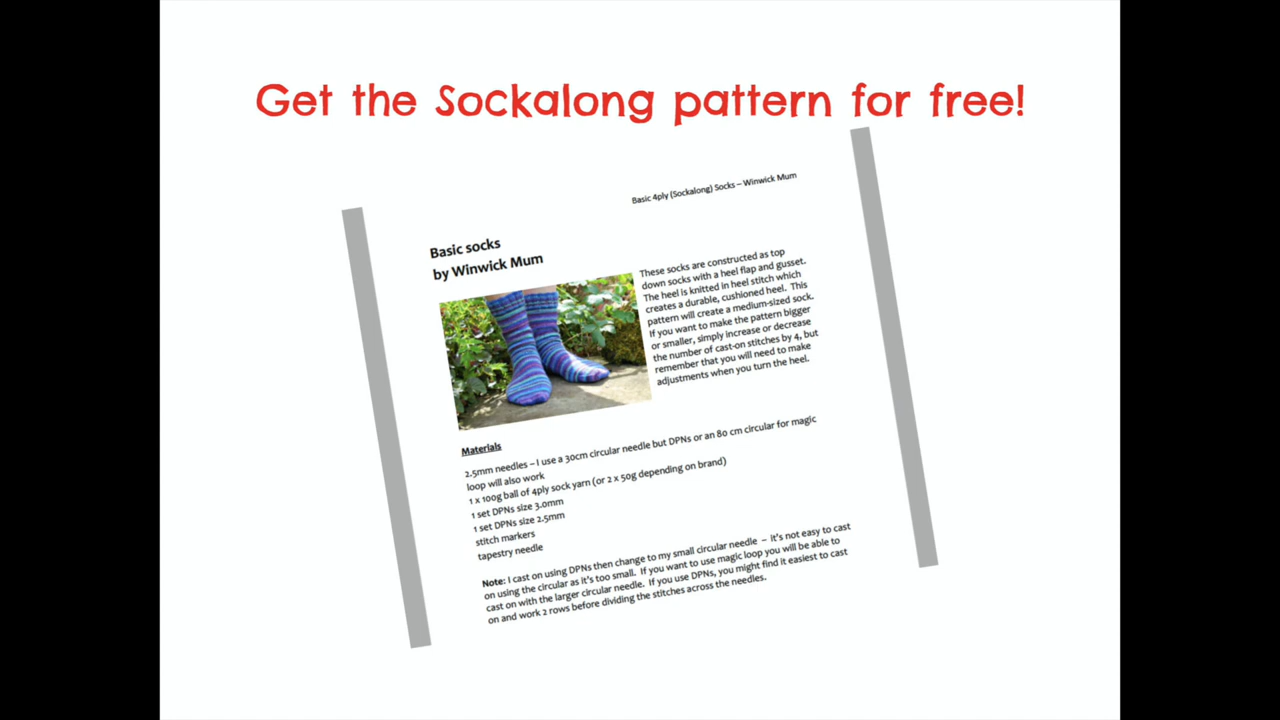 Get the Sockalong pattern for free!
Basic 4ply (Sockalong) Socks – Winwick Mum
Basic socks
by Winwick Mum
These socks are constructed as top
down socks with a heel flap and gusset.
The heel is knitted in heel stitch which
creates a durable, cushioned heel. This
pattern will create a medium-sized sock.
If you want to make the pattern bigger
or smaller, simply increase or decrease
the number of cast-on stitches by 4, but
remember that you will need to make
adjustments when you turn the heel.
Materials
2.5mm needles – I use a 30cm circular needle but DPNs or an 80 cm circular for magic
loop will also work
1 x 100g ball of 4ply sock yarn (or 2 x 50g depending on brand)
1 set DPNs size 3.0mm
1 set DPNs size 2.5mm
stitch markers
tapestry needle
Note: I cast on using DPNs then change to my small circular needle – it's not easy to cast
on using the circular as it's too small. If you want to use magic loop you will be able to
cast on with the larger circular needle. If you use DPNs, you might find it easiest to cast
on and work 2 rows before dividing the stitches across the needles.